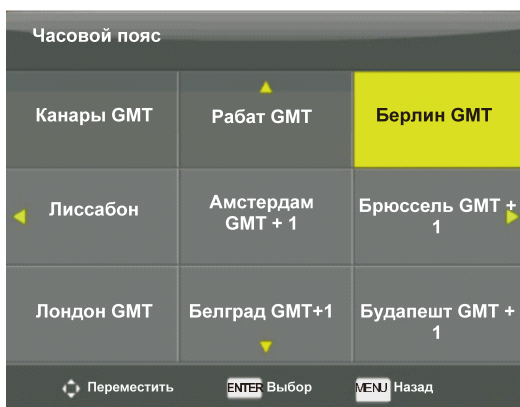 Часовой пояс
Канары GMT
Рабат GMT
Берлин GMT
Лиссабон
Амстердам
GMT + 1
Брюссель GMT +
1
Лондон GMT
Белград GMT+1
Будапешт GMT +
1
Переместить
ENTER Выбор
MENU Назад